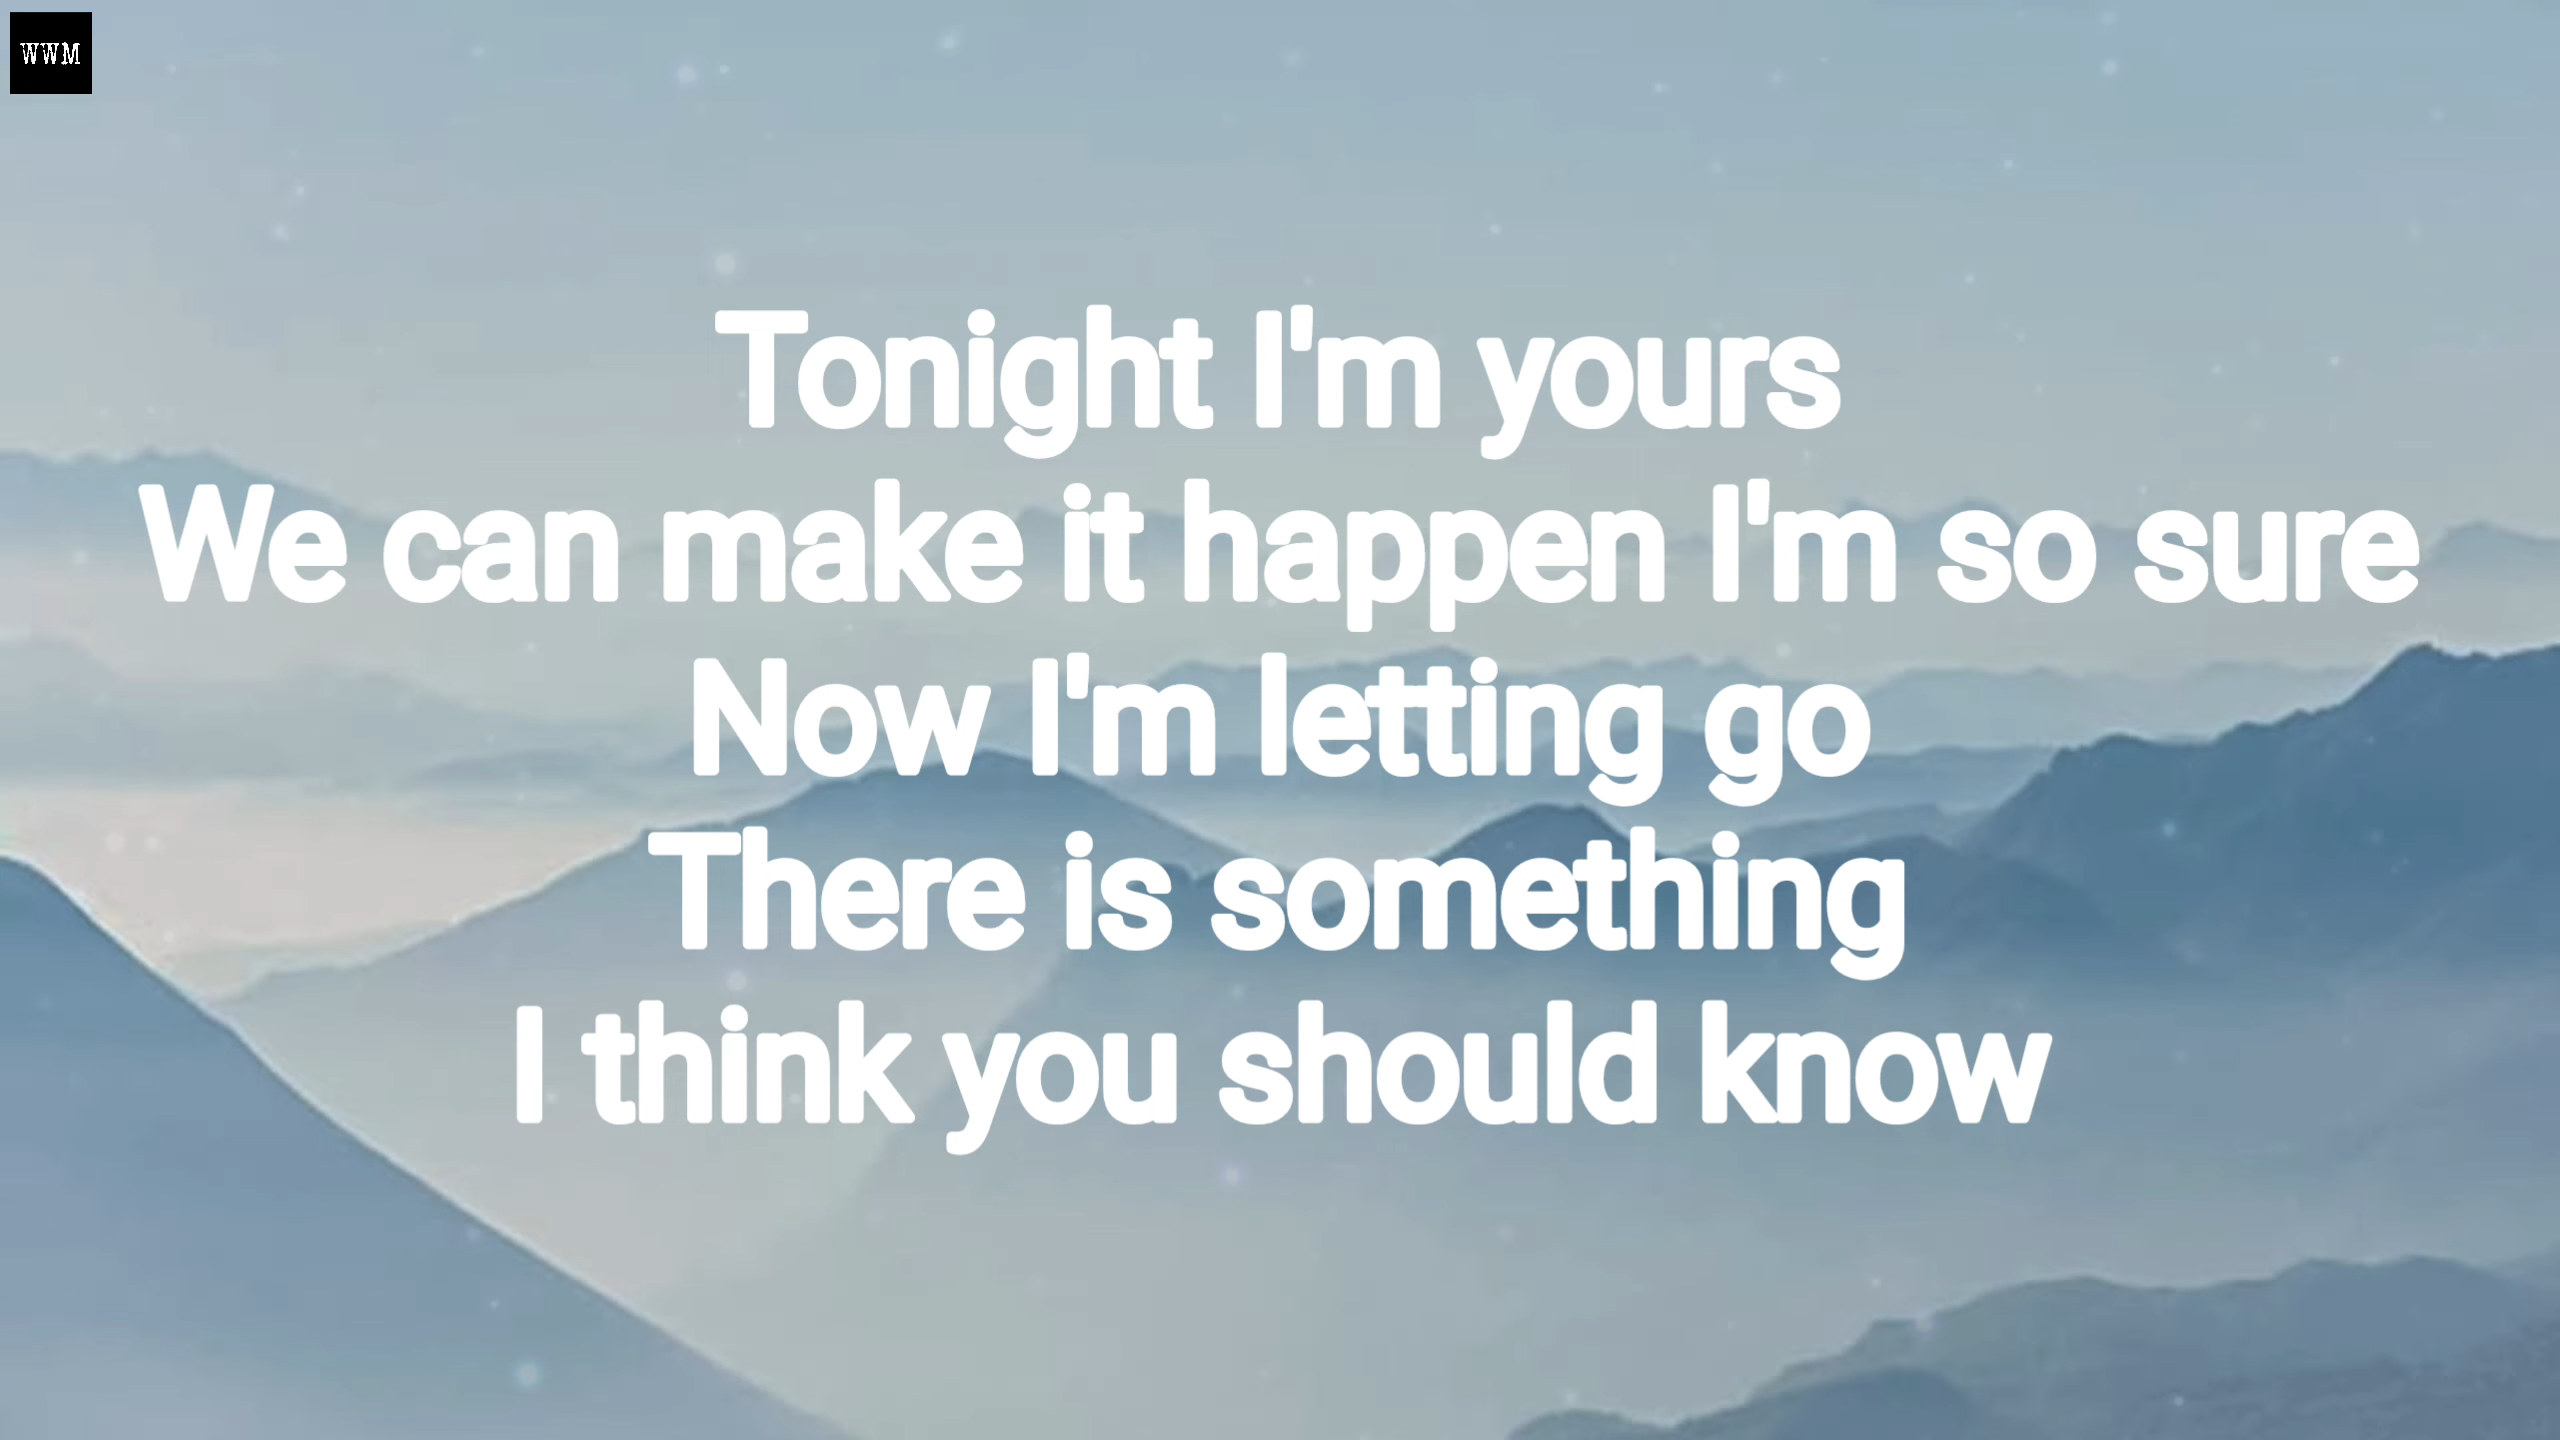 WWM
Tonight I'm yours
We can make it happen I'm so sure
Now I'm letting go
There is something
I think you should know